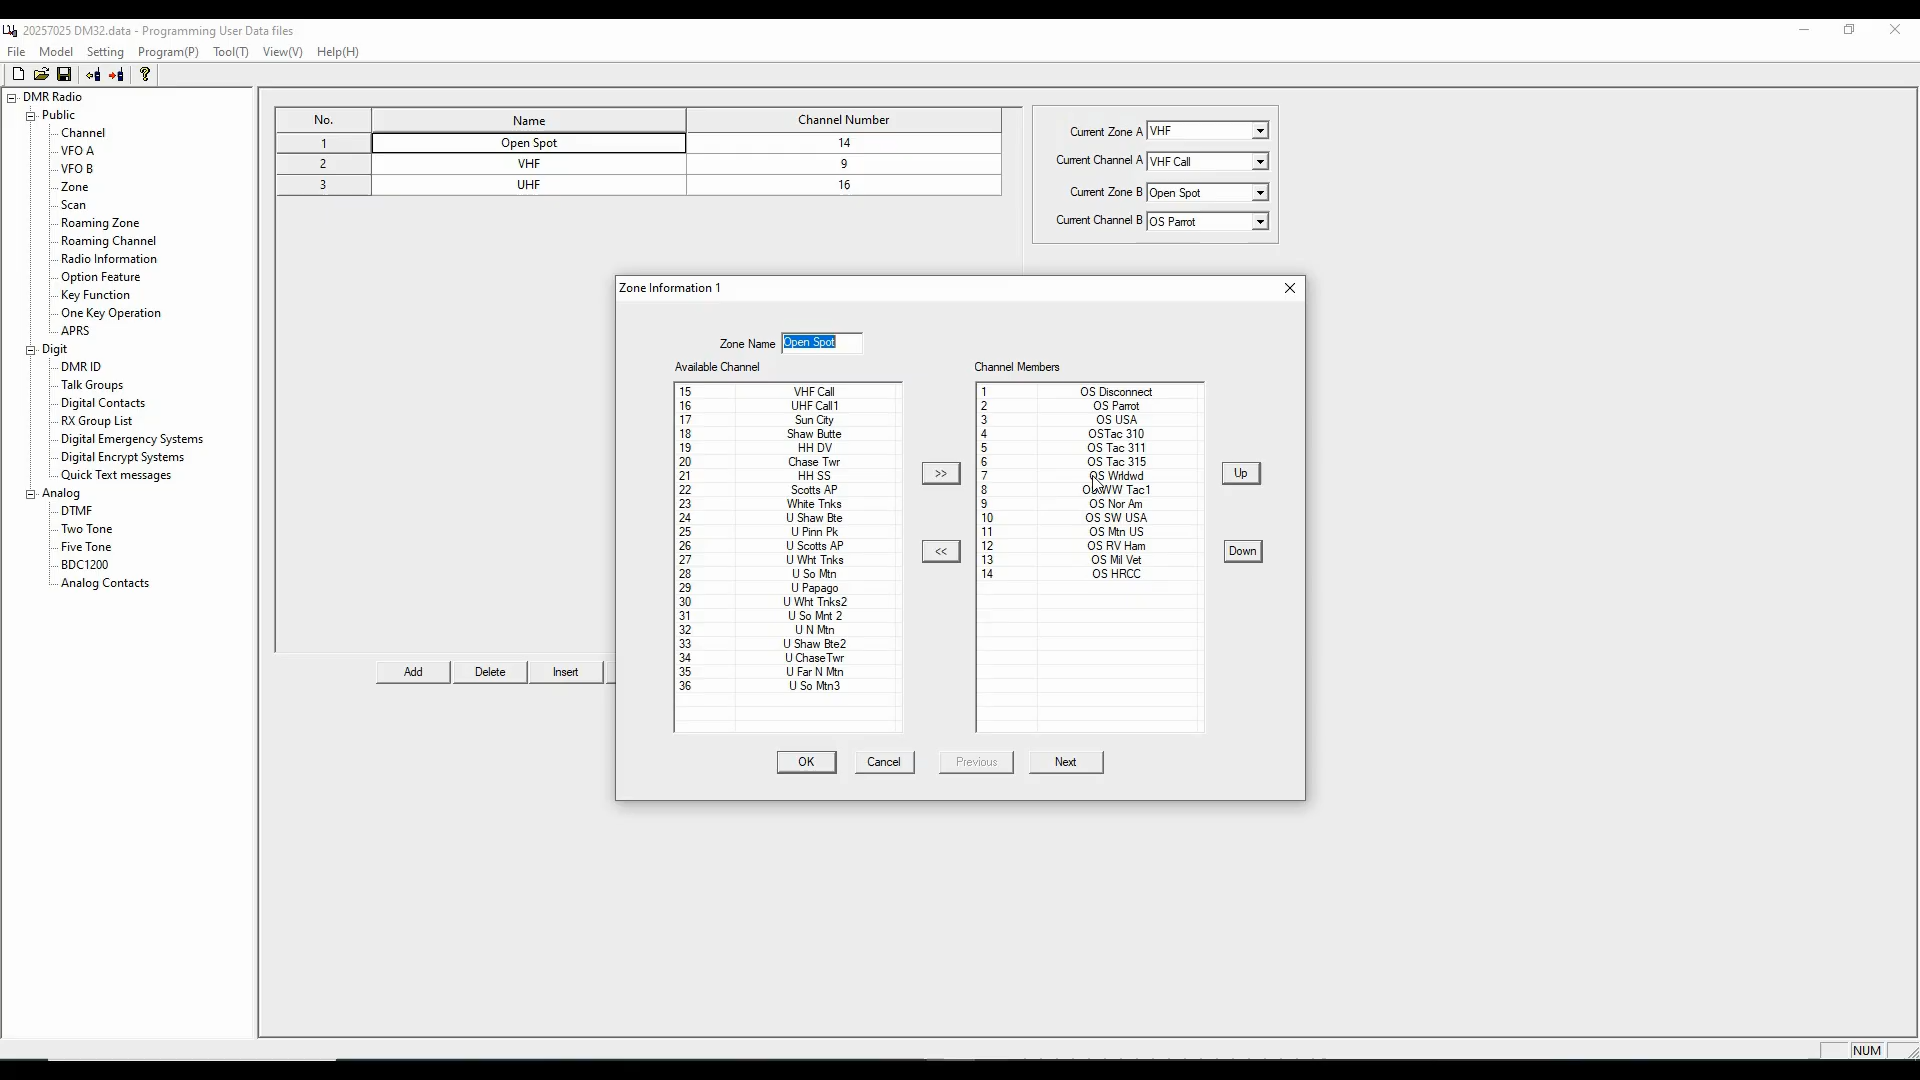 20257025 DM32.data - Programming User Data files
File Model Setting Program(P) Tool(T) View(V) Help(H)
DMR Radio
Public
Channel
VFO A
VFO B
Zone
Scan
Roaming Zone
Roaming Channel
Radio Information
Option Feature
Key Function
One Key Operation
APRS
Digit
DMR ID
Talk Groups
Digital Contacts
RX Group List
Digital Emergency Systems
Digital Encrypt Systems
Quick Text messages
Analog
DTMF
Two Tone
Five Tone
BDC1200
Analog Contacts
No. Name Channel Number
1 Open Spot 14
2 VHF 9
3 UHF 16
Add Delete Insert
Current Zone A VHF
Current Channel A VHF Call
Current Zone B Open Spot
Current Channel B OS Parrot
Zone Information 1
Zone Name Open Spot
Available Channel
15 VHF Call
16 UHF Call1
17 Sun City
18 Shaw Butte
19 HH DV
20 Chase Twr
21 HH SS
22 Scotts AP
23 White Tnks
24 U Shaw Bte
25 U Pinn Pk
26 U Scotts AP
27 U Wht Tnks
28 U So Mtn
29 U Papago
30 U Wht Tnks2
31 U So Mnt 2
32 U N Mtn
33 U Shaw Bte2
34 U ChaseTwr
35 U Far N Mtn
36 U So Mtn3
>>
<<
Channel Members
1 OS Disconnect
2 OS Parrot
3 OS USA
4 OSTac 310
5 OS Tac 311
6 OS Tac 315
7 OS Wrldwd
8 OS WW Tac1
9 OS Nor Am
10 OS SW USA
11 OS Mtn US
12 OS RV Ham
13 OS Mil Vet
14 OS HRCC
Up
Down
OK Cancel Previous Next
NUM